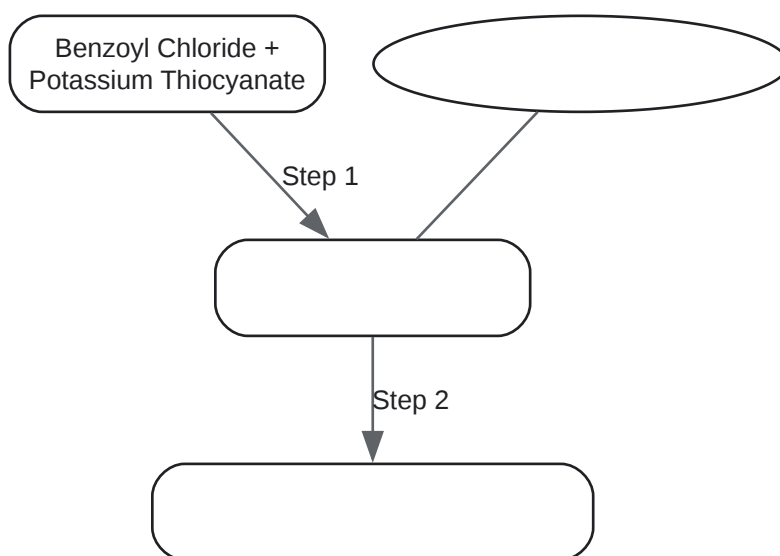 Benzoyl Chloride +
Potassium Thiocyanate
Step 1
Step 2